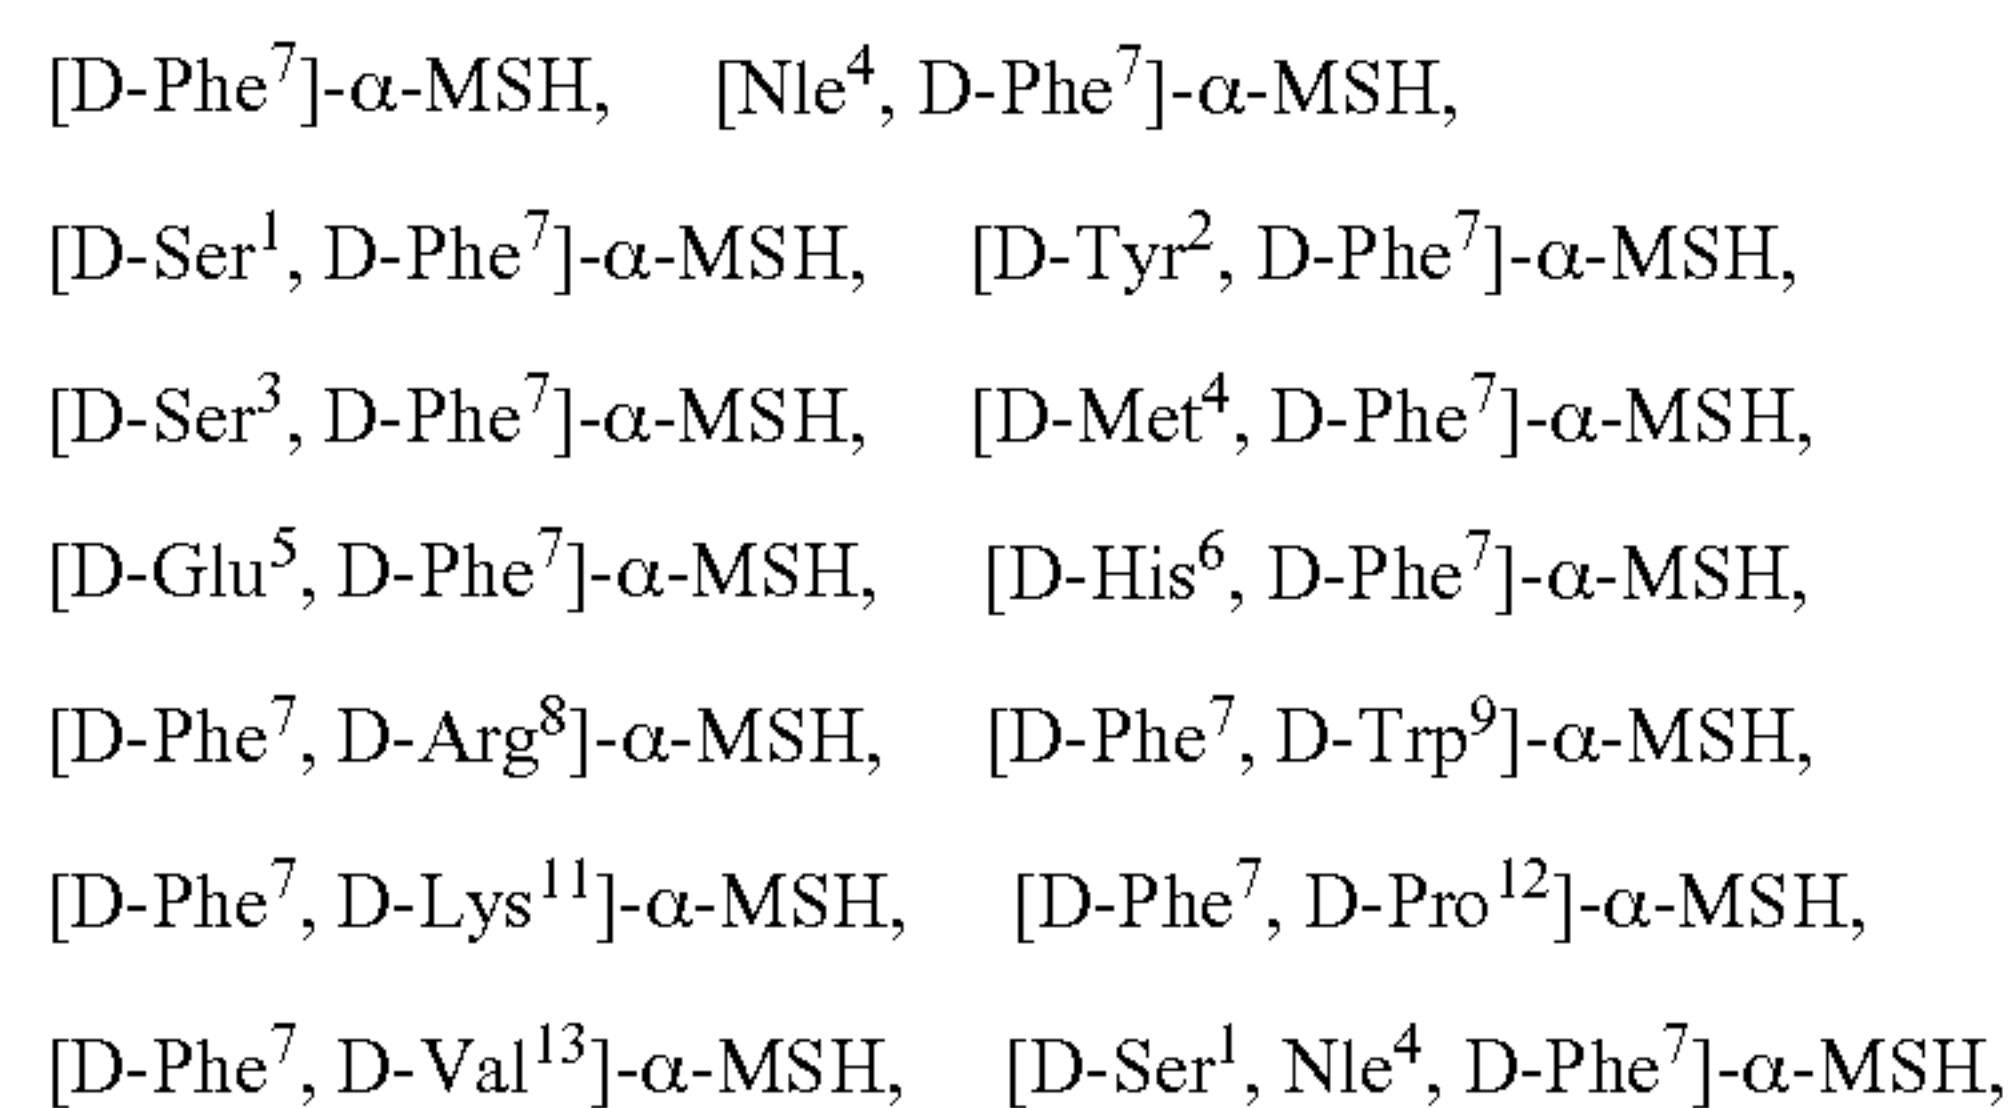 [D-Phe⁷]-α-MSH, [Nle⁴, D-Phe⁷]-α-MSH,
[D-Ser¹, D-Phe⁷]-α-MSH, [D-Tyr², D-Phe⁷]-α-MSH,
[D-Ser³, D-Phe⁷]-α-MSH, [D-Met⁴, D-Phe⁷]-α-MSH,
[D-Glu⁵, D-Phe⁷]-α-MSH, [D-His⁶, D-Phe⁷]-α-MSH,
[D-Phe⁷, D-Arg⁸]-α-MSH, [D-Phe⁷, D-Trp⁹]-α-MSH,
[D-Phe⁷, D-Lys¹¹]-α-MSH, [D-Phe⁷, D-Pro¹²]-α-MSH,
[D-Phe⁷, D-Val¹³]-α-MSH, [D-Ser¹, Nle⁴, D-Phe⁷]-α-MSH,